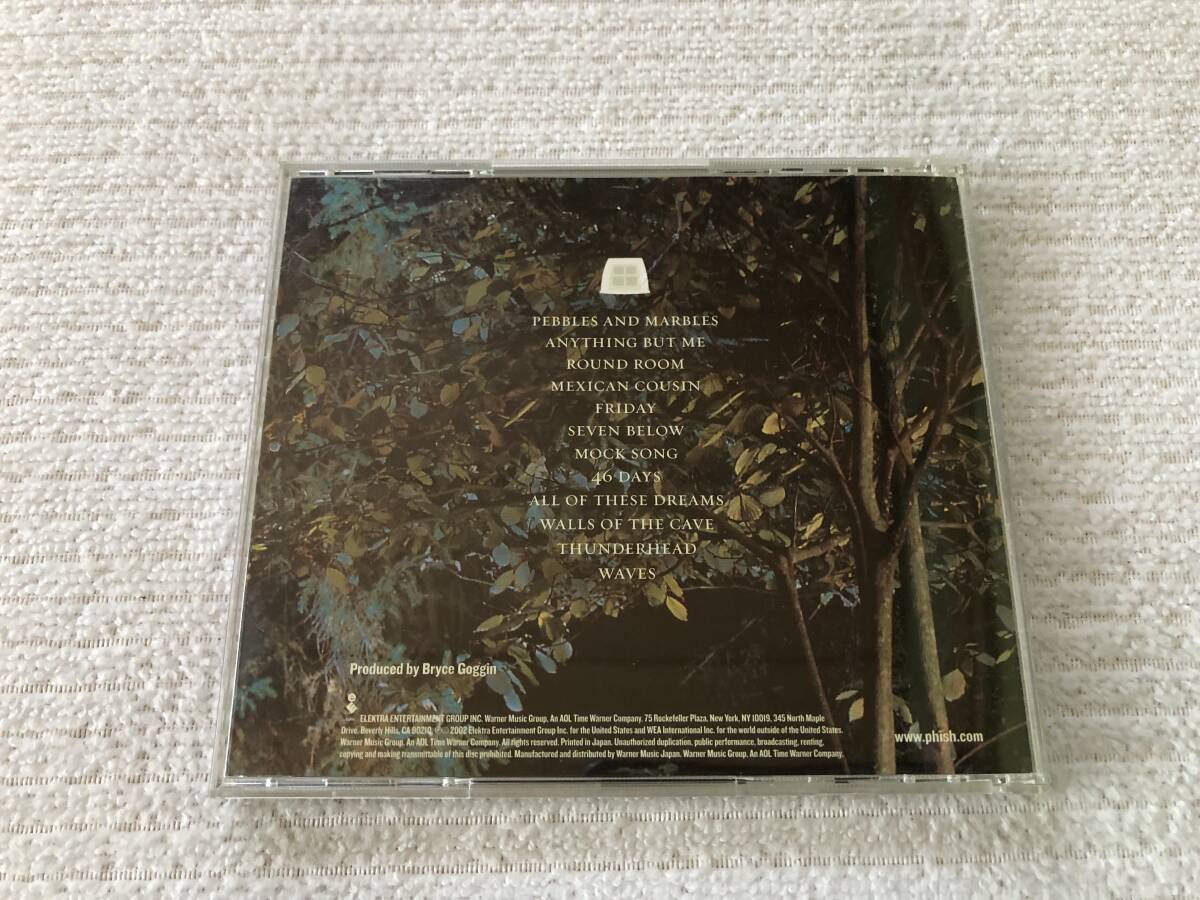 PEBBLES AND MARBLES
ANYTHING BUT ME
ROUND ROOM
MEXICAN COUSIN
FRIDAY
SEVEN BELOW
MOCK SONG
46 DAYS
ALL OF THESE DREAMS
WALLS OF THE CAVE
THUNDERHEAD
WAVES
Produced by Bryce Goggin
ELEKTRA ENTERTAINMENT GROUP INC. Warner Music Group, An AOL Time Warner Company. 75 Rockefeller Plaza, New York, NY 10019. 345 North Maple
Drive, Beverly Hills, CA 90210. ℗ © 2002 Elektra Entertainment Group Inc. for the United States and WEA International Inc. for the world outside of the United States.
Warner Music Group. An AOL Time Warner Company. All rights reserved. Printed in Japan. Unauthorized duplication, public performance, broadcasting, renting,
copying and making transmittable of this disc prohibited. Manufactured and distributed by Warner Music Japan. Warner Music Group. An AOL Time Warner Company.
www.phish.com